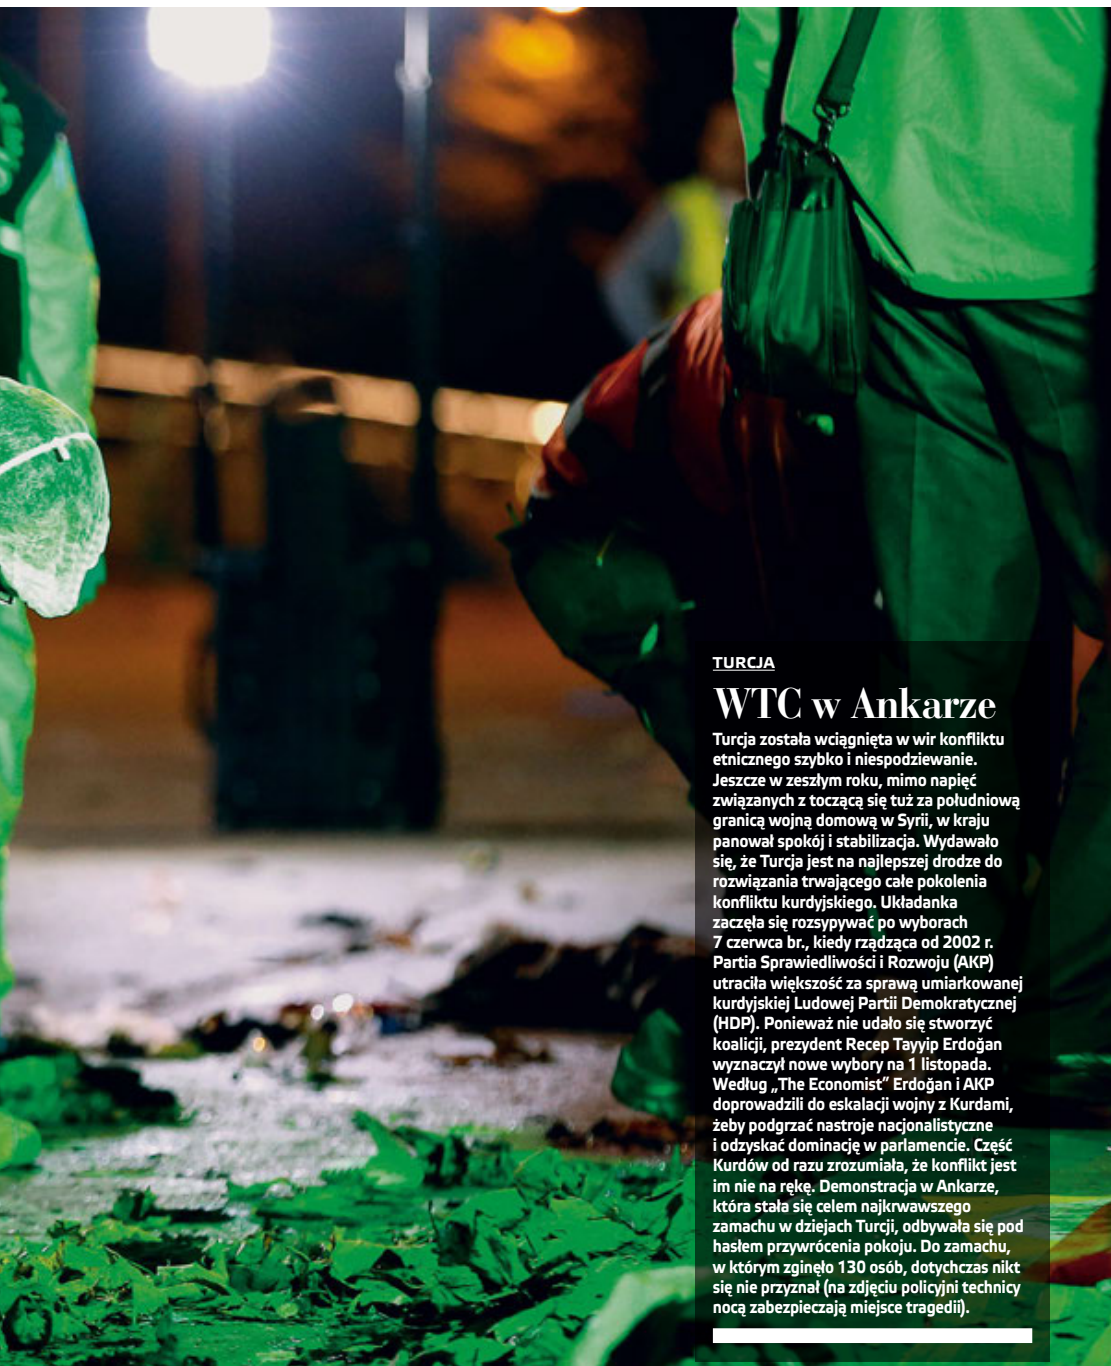 TURCJA
WTC w Ankarze
Turcja została wciągnięta w wir konfliktu
etnicznego szybko i niespodziewanie.
Jeszcze w zeszłym roku, mimo napięć
związanych z toczącą się tuż za południową
granicą wojną domową w Syrii, w kraju
panował spokój i stabilizacja. Wydawało
się, że Turcja jest na najlepszej drodze do
rozwiązania trwającego całe pokolenia
konfliktu kurdyjskiego. Układanka
zaczęła się rozsypywać po wyborach
7 czerwca br., kiedy rządząca od 2002 r.
Partia Sprawiedliwości i Rozwoju (AKP)
utraciła większość za sprawą umiarkowanej
kurdyjskiej Ludowej Partii Demokratycznej
(HDP). Ponieważ nie udało się stworzyć
koalicji, prezydent Recep Tayyip Erdoğan
wyznaczył nowe wybory na 1 listopada.
Według „The Economist” Erdoğan i AKP
doprowadzili do eskalacji wojny z Kurdami,
żeby podgrzać nastroje nacjonalistyczne
i odzyskać dominację w parlamencie. Część
Kurdów od razu zrozumiała, że konflikt jest
im nie na rękę. Demonstracja w Ankarze,
która stała się celem najkrwawszego
zamachu w dziejach Turcji, odbywała się pod
hasłem przywrócenia pokoju. Do zamachu,
w którym zginęło 130 osób, dotychczas nikt
się nie przyznał (na zdjęciu policyjni technicy
nocą zabezpieczają miejsce tragedii).